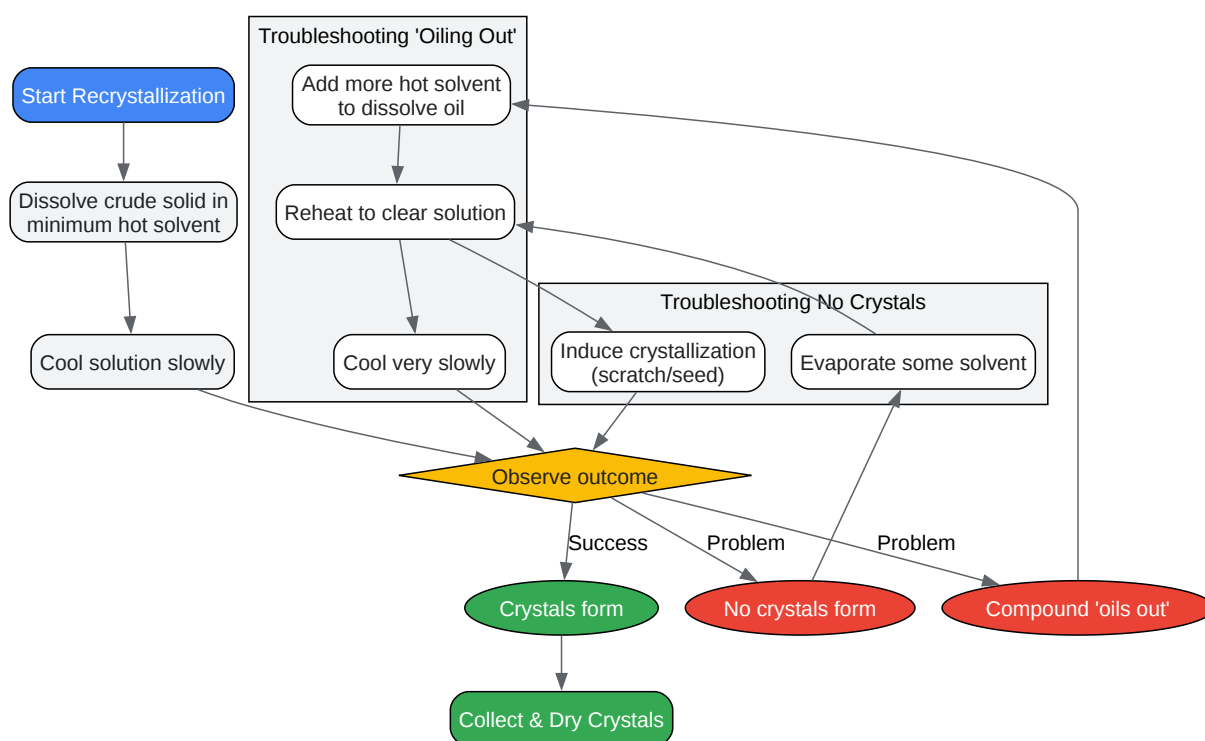 Troubleshooting 'Oiling Out'
Start Recrystallization
Add more hot solvent
to dissolve oil
Dissolve crude solid in
minimum hot solvent
Reheat to clear solution
Troubleshooting No Crystals
Cool solution slowly
Cool very slowly
Induce crystallization
(scratch/seed)
Evaporate some solvent
Observe outcome
Success
Problem
Problem
Crystals form
No crystals form
Compound 'oils out'
Collect & Dry Crystals